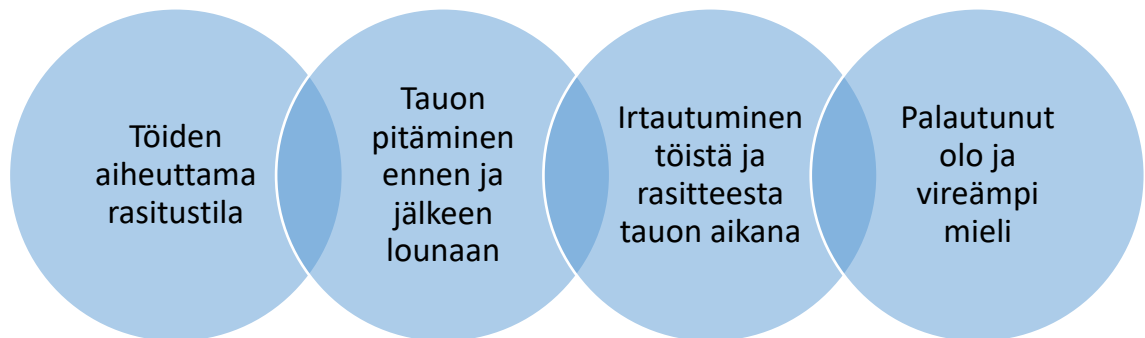 Töiden
aiheuttama
rasitustila
Tauon
pitäminen
ennen ja
jälkeen
lounaan
Irtautuminen
töistä ja
rasitteesta
tauon aikana
Palautunut
olo ja
vireämpi
mieli